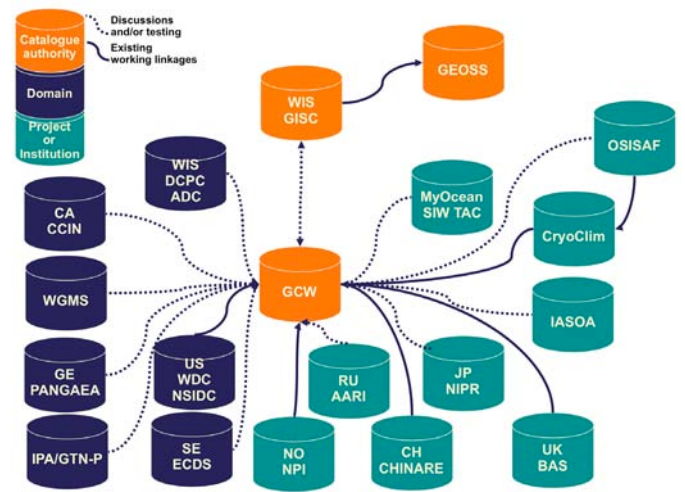 Catalogue
authority
Domain
Project
or
Institution
Discussions
and/or testing
Existing
working linkages
WIS
GISC
GEOSS
WIS
DCPC
ADC
OSISAF
MyOcean
SIW TAC
CA
CCIN
CryoClim
GCW
WGMS
IASOA
GE
PANGAEA
US
WDC
NSIDC
RU
AARI
JP
NIPR
IPA/GTN-P
SE
ECDS
NO
NPI
CH
CHINARE
UK
BAS